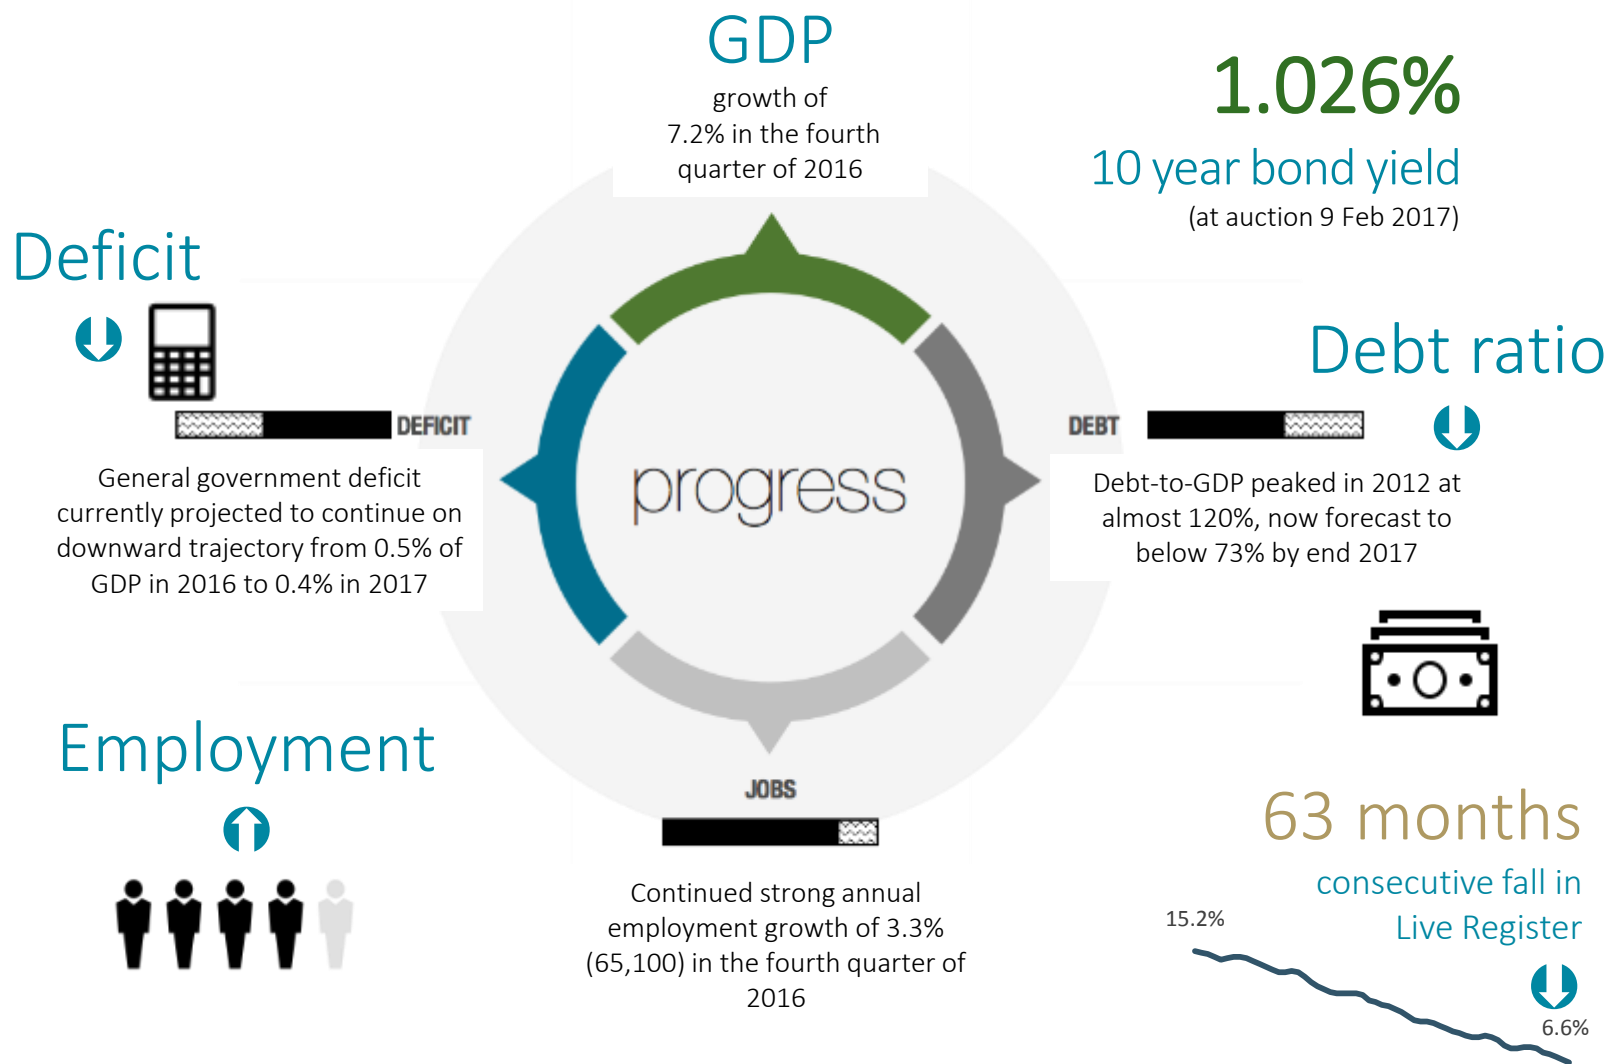 GDP
growth of
7.2% in the fourth
quarter of 2016
1.026%
10 year bond yield
(at auction 9 Feb 2017)
Deficit
DEFICIT
General government deficit
currently projected to continue on
downward trajectory from 0.5% of
GDP in 2016 to 0.4% in 2017
progress
Debt ratio
DEBT
Debt-to-GDP peaked in 2012 at
almost 120%, now forecast to
below 73% by end 2017
Employment
JOBS
Continued strong annual
employment growth of 3.3%
(65,100) in the fourth quarter of
2016
63 months
consecutive fall in
Live Register
15.2%
6.6%